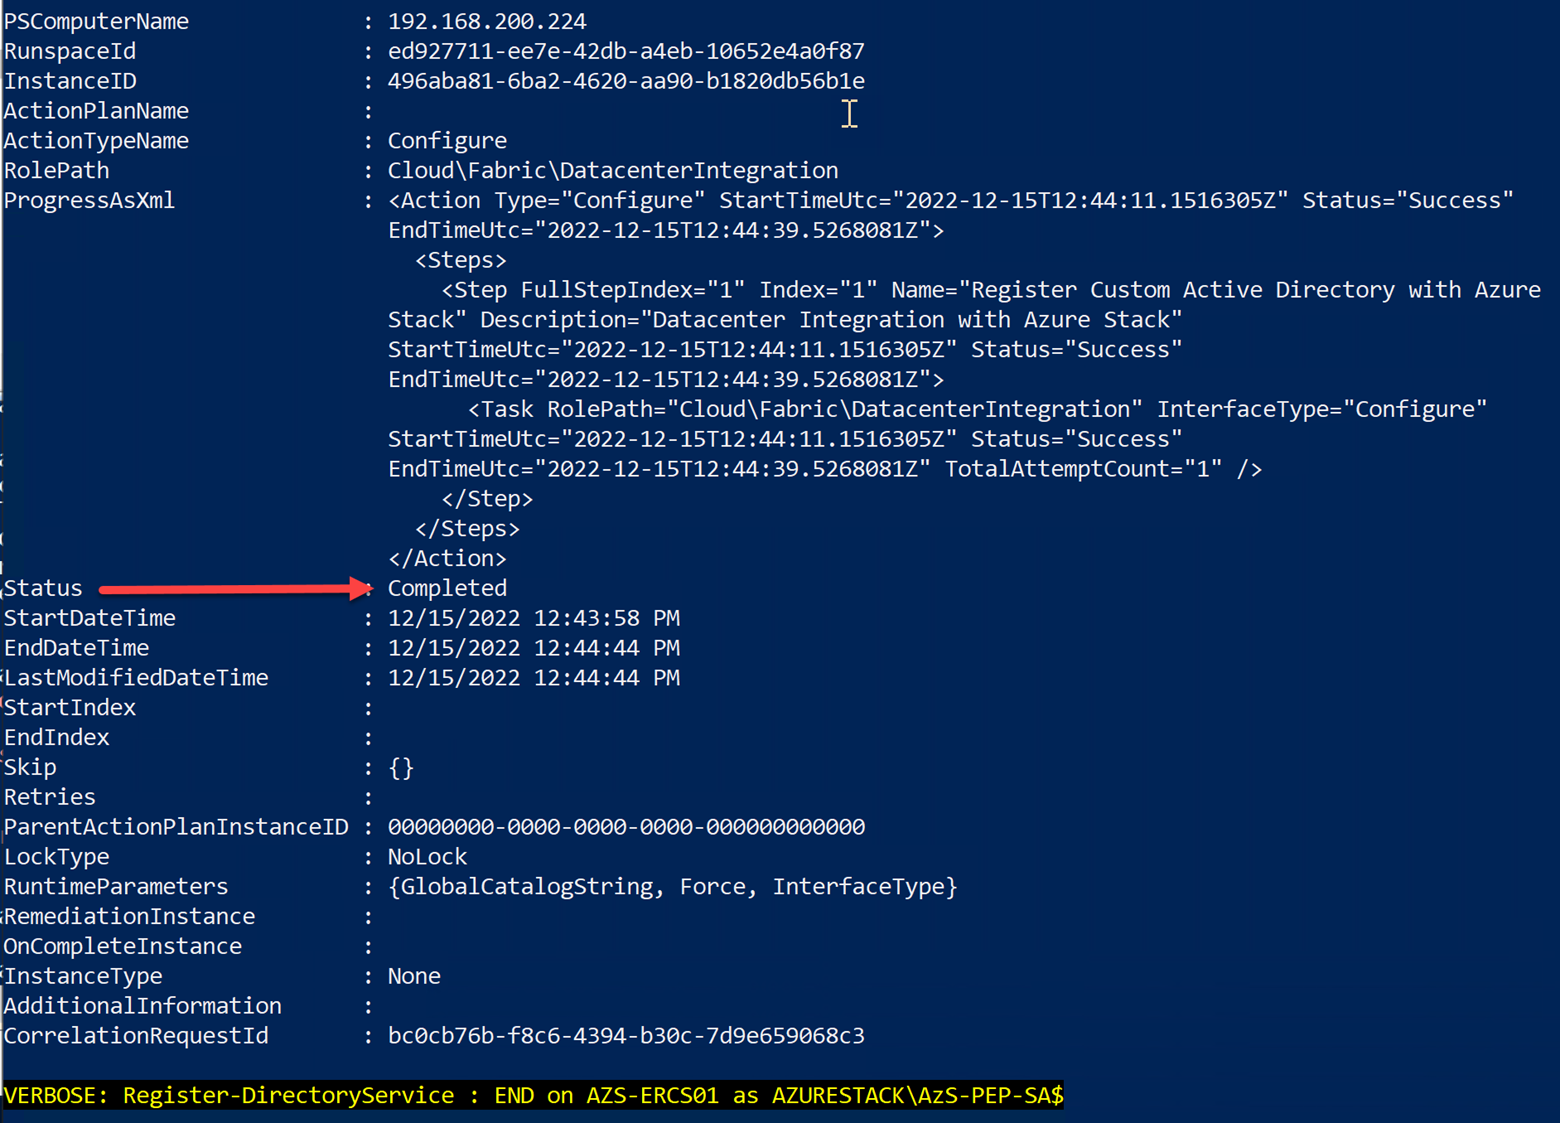 PSComputerName : 192.168.200.224
RunspaceId : ed927711-ee7e-42db-a4eb-10652e4a0f87
InstanceID : 496aba81-6ba2-4620-aa90-b1820db56b1e
ActionPlanName :
ActionTypeName : Configure
RolePath : Cloud\Fabric\DatacenterIntegration
ProgressAsXml : <Action Type="Configure" StartTimeUtc="2022-12-15T12:44:11.1516305Z" Status="Success"
EndTimeUtc="2022-12-15T12:44:39.5268081Z">
<Steps>
<Step FullStepIndex="1" Index="1" Name="Register Custom Active Directory with Azure
Stack" Description="Datacenter Integration with Azure Stack"
StartTimeUtc="2022-12-15T12:44:11.1516305Z" Status="Success"
EndTimeUtc="2022-12-15T12:44:39.5268081Z">
<Task RolePath="Cloud\Fabric\DatacenterIntegration" InterfaceType="Configure"
StartTimeUtc="2022-12-15T12:44:11.1516305Z" Status="Success"
EndTimeUtc="2022-12-15T12:44:39.5268081Z" TotalAttemptCount="1" />
</Step>
</Steps>
</Action>
Status : Completed
StartDateTime : 12/15/2022 12:43:58 PM
EndDateTime : 12/15/2022 12:44:44 PM
LastModifiedDateTime : 12/15/2022 12:44:44 PM
StartIndex :
EndIndex :
Skip : {}
Retries :
ParentActionPlanInstanceID : 00000000-0000-0000-0000-000000000000
LockType : NoLock
RuntimeParameters : {GlobalCatalogString, Force, InterfaceType}
RemediationInstance :
OnCompleteInstance :
InstanceType : None
AdditionalInformation :
CorrelationRequestId : bc0cb76b-f8c6-4394-b30c-7d9e659068c3
VERBOSE: Register-DirectoryService : END on AZS-ERCS01 as AZURESTACK\AzS-PEP-SA$